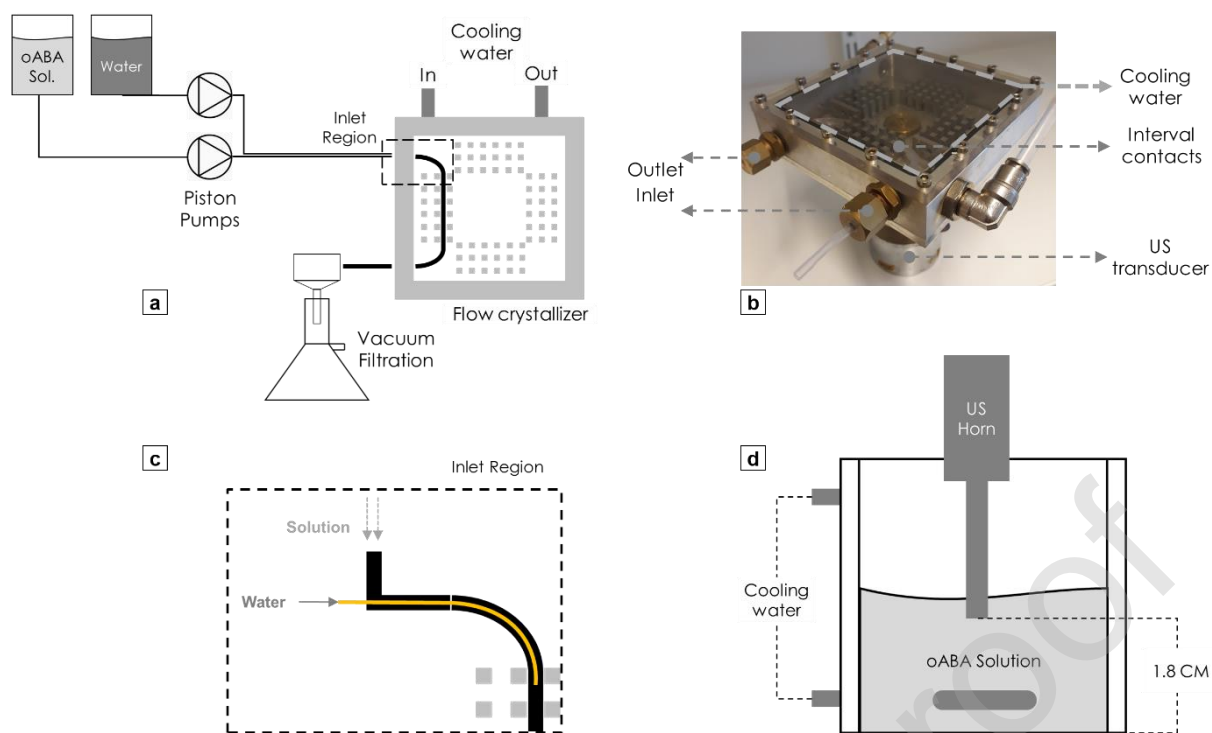 oABA
Sol.
Water
Cooling
water
In
Out
Inlet
Region
Piston
Pumps
Flow crystallizer
Vacuum
Filtration
a
Cooling
water
Interval
contacts
Outlet
Inlet
US
transducer
b
c
Inlet Region
Solution
Water
d
US
Horn
Cooling
water
oABA Solution
1.8 CM
roof